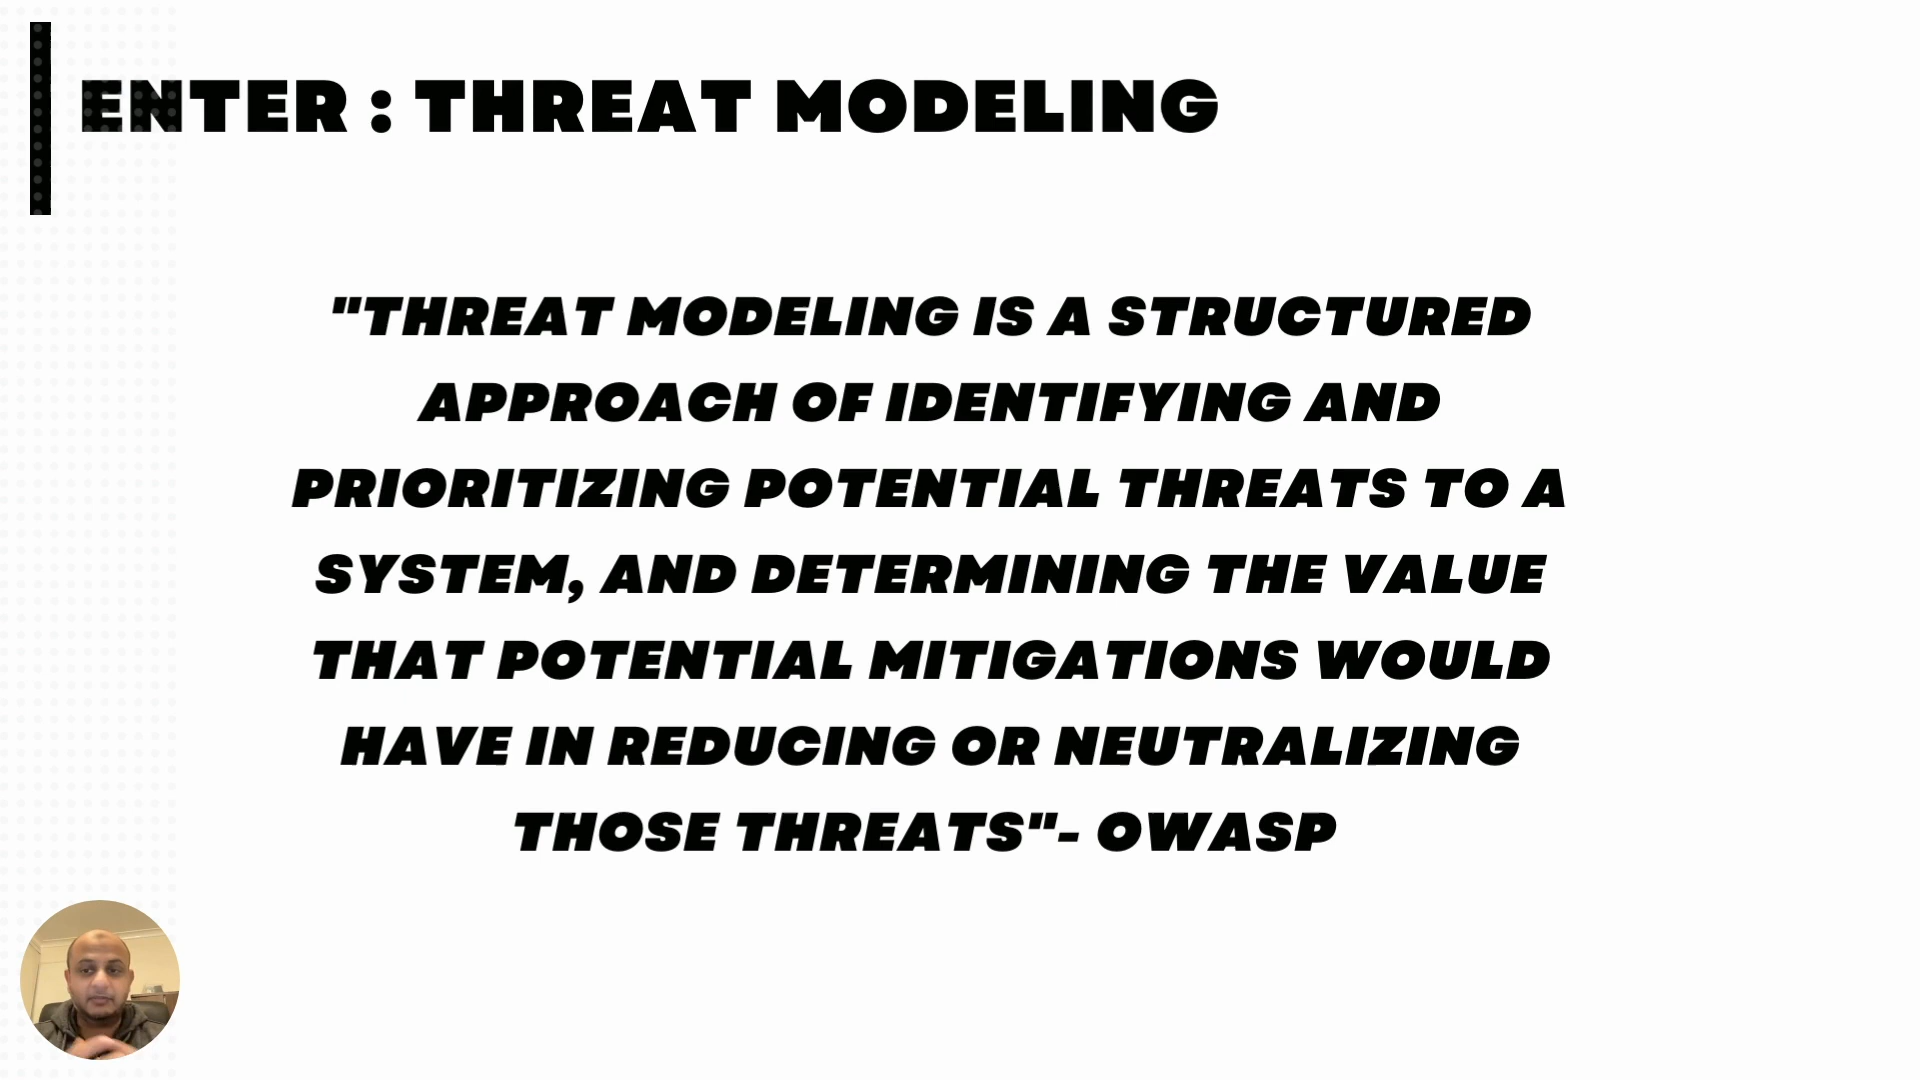 ENTER : THREAT MODELING
"THREAT MODELING IS A STRUCTURED
APPROACH OF IDENTIFYING AND
PRIORITIZING POTENTIAL THREATS TO A
SYSTEM, AND DETERMINING THE VALUE
THAT POTENTIAL MITIGATIONS WOULD
HAVE IN REDUCING OR NEUTRALIZING
THOSE THREATS"- OWASP